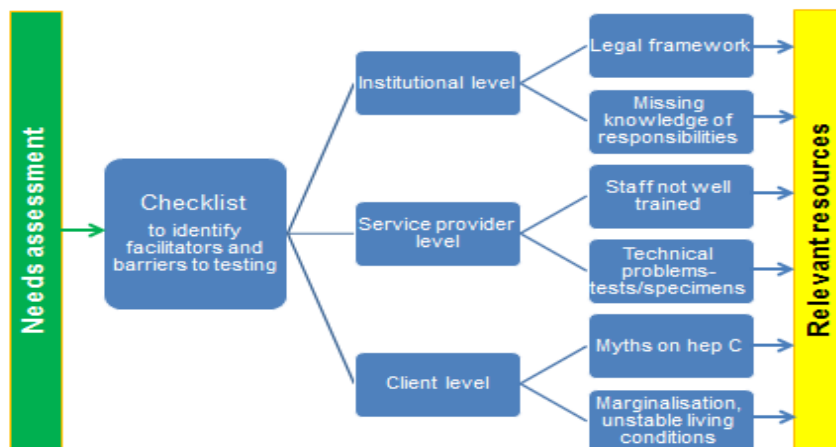 Needs assessment
Checklist
to identify
facilitators and
barriers to testing
Institutional level
Legal framework
Missing
knowledge of
responsibilities
Service provider
level
Staff not well
trained
Technical
problems-
tests/specimens
Client level
Myths on hep C
Marginalisation,
unstable living
conditions
Relevant resources